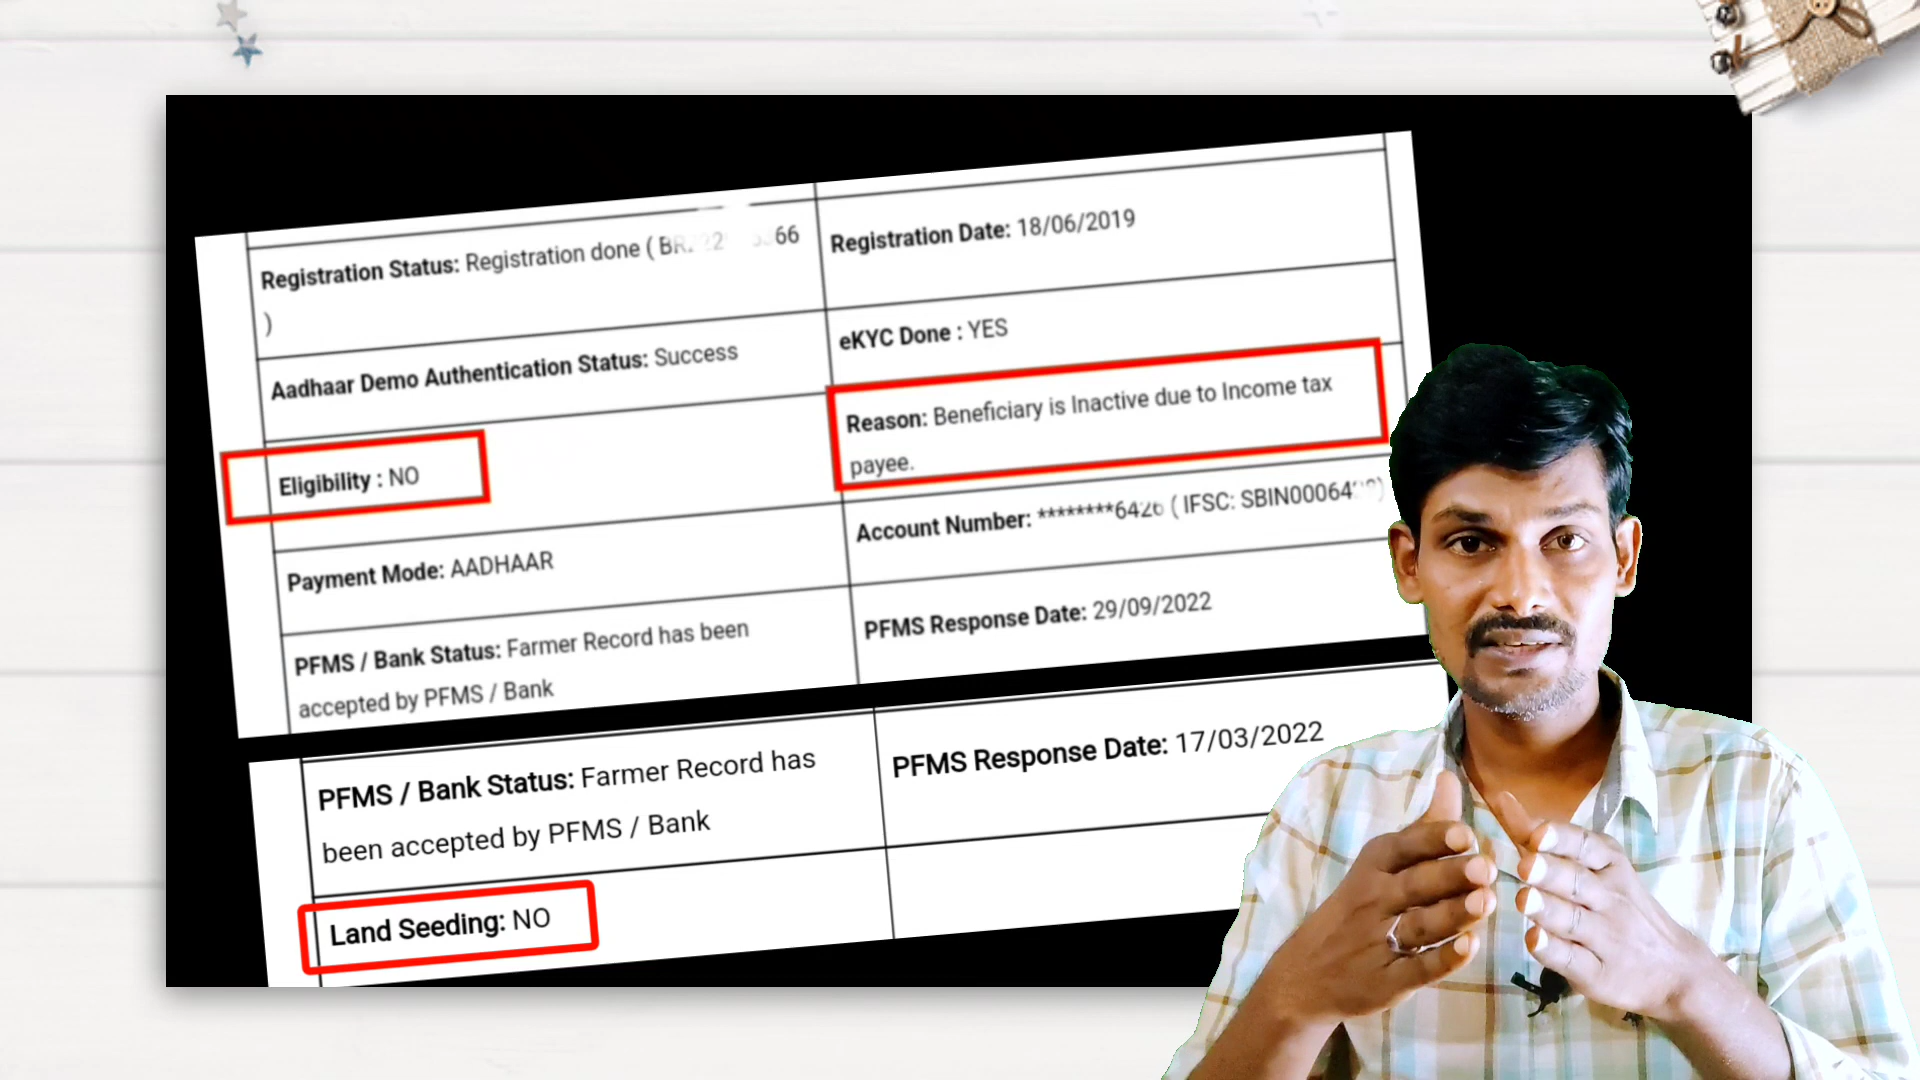 Registration Status: Registration done ( 66
)
Registration Date: 18/06/2019
Aadhaar Demo Authentication Status: Success
eKYC Done : YES
Eligibility : NO
Reason: Beneficiary is Inactive due to Income tax
payee.
Payment Mode: AADHAAR
Account Number: ********6426 ( IFSC:
PFMS / Bank Status: Farmer Record has been
accepted by PFMS / Bank
PFMS Response Date: 29/09/2022
PFMS / Bank Status: Farmer Record has
been accepted by PFMS / Bank
PFMS Response Date: 17/03/2022
Land Seeding: NO